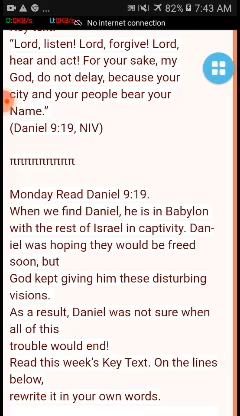 82% 7:43 AM
0:0KB/s U:0KB/s No internet connection
"Lord, listen! Lord, forgive! Lord,
hear and act! For your sake, my
God, do not delay, because your
city and your people bear your
Name."
(Daniel 9:19, NIV)
πππππππππ
Monday Read Daniel 9:19.
When we find Daniel, he is in Babylon
with the rest of Israel in captivity. Dan-
iel was hoping they would be freed
soon, but
God kept giving him these disturbing
visions.
As a result, Daniel was not sure when
all of this
trouble would end!
Read this week's Key Text. On the lines
below,
rewrite it in your own words.